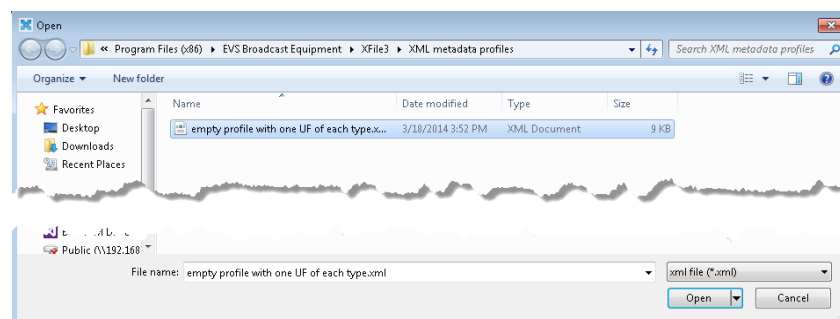 Open
« Program Files (x86) ▸ EVS Broadcast Equipment ▸ XFile3 ▸ XML metadata profiles
Search XML metadata profiles
Organize ▾ New folder
Name Date modified Type Size
Favorites
empty profile with one UF of each type.x... 3/18/2014 3:52 PM XML Document 9 KB
Desktop
Downloads
Recent Places
Public (\\192.168
File name: empty profile with one UF of each type.xml xml file (*.xml)
Open Cancel